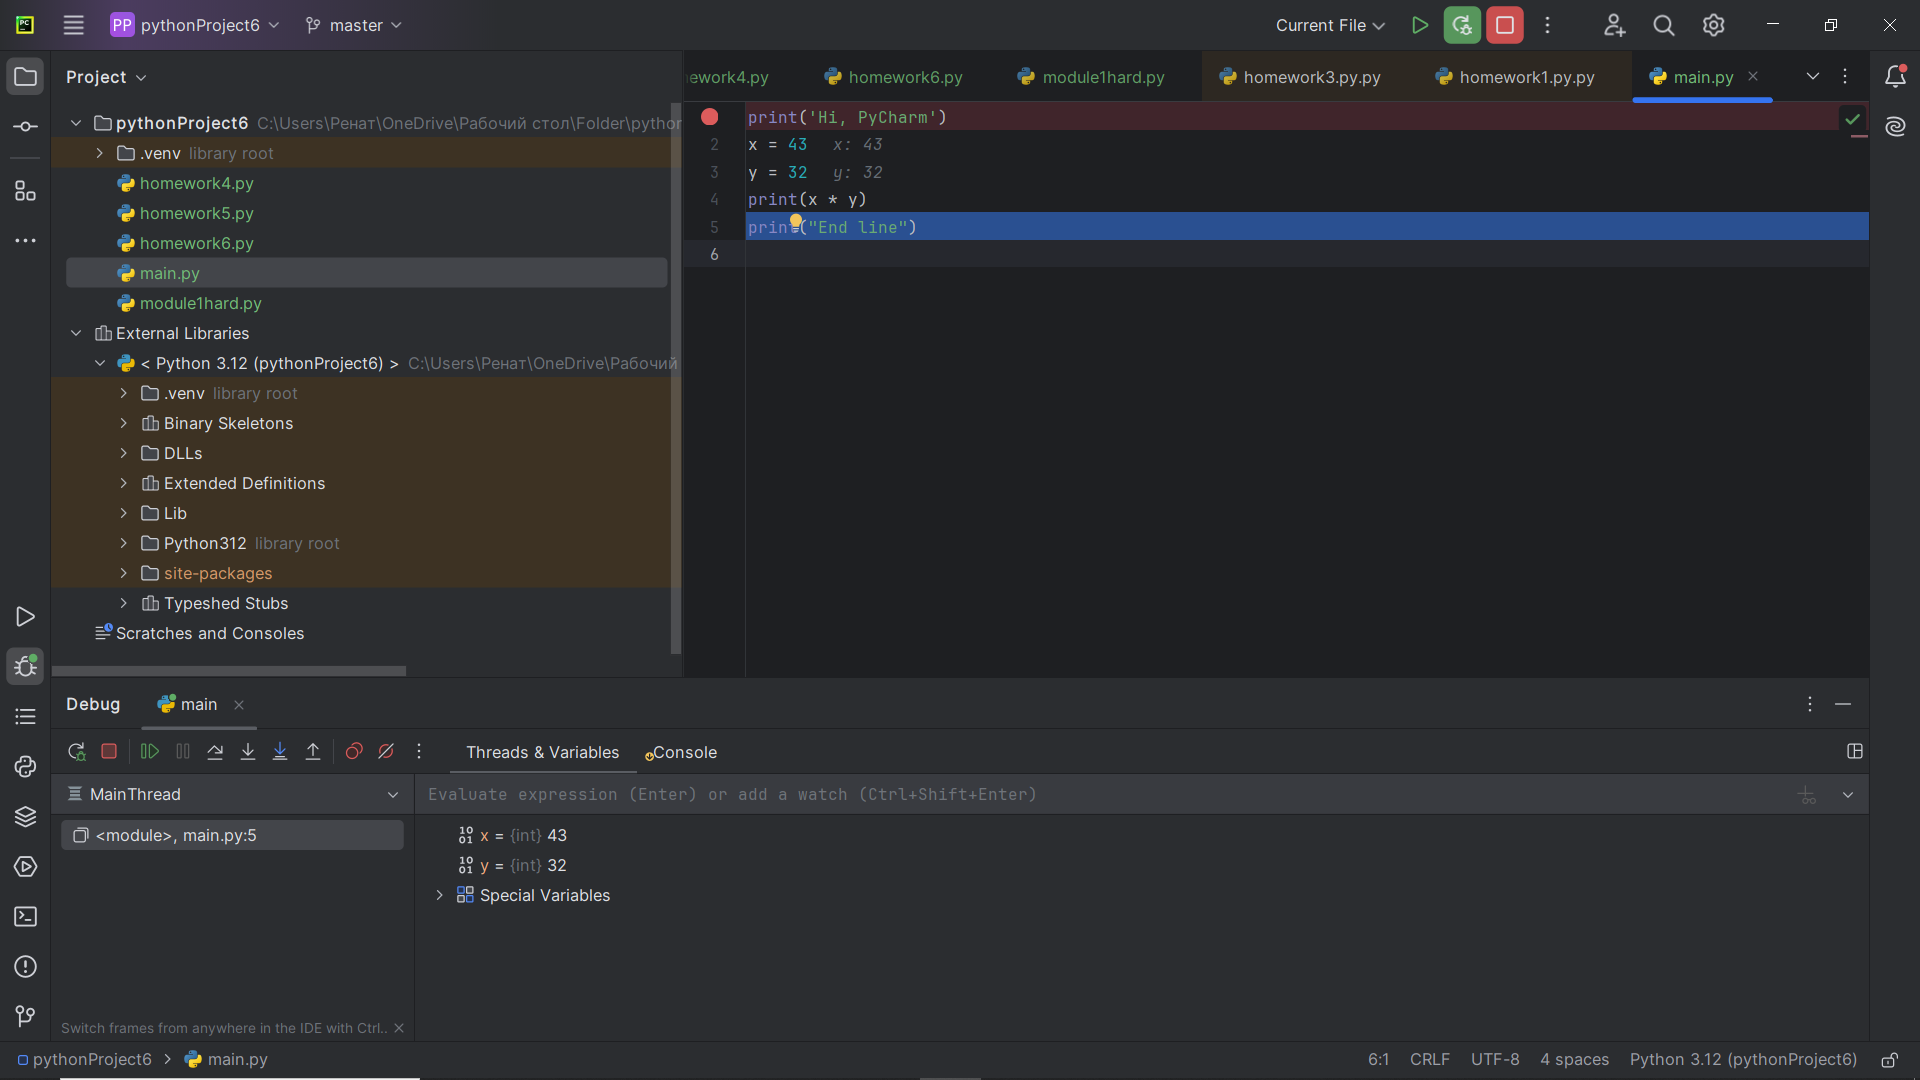 PP pythonProject6 master Current File
Project
ework4.py homework6.py module1hard.py homework3.py.py homework1.py.py main.py
pythonProject6 C:\Users\Ренат\OneDrive\Рабочий стол\Folder\python
.venv library root
homework4.py
homework5.py
homework6.py
main.py
module1hard.py
External Libraries
< Python 3.12 (pythonProject6) > C:\Users\Ренат\OneDrive\Рабочий
.venv library root
Binary Skeletons
DLLs
Extended Definitions
Lib
Python312 library root
site-packages
Typeshed Stubs
Scratches and Consoles
print('Hi, PyCharm')
2 x = 43 x: 43
3 y = 32 y: 32
4 print(x * y)
5 print("End line")
6
Debug main
Threads & Variables Console
MainThread
Evaluate expression (Enter) or add a watch (Ctrl+Shift+Enter)
<module>, main.py:5
x = {int} 43
y = {int} 32
Special Variables
Switch frames from anywhere in the IDE with Ctrl..
pythonProject6 main.py 6:1 CRLF UTF-8 4 spaces Python 3.12 (pythonProject6)